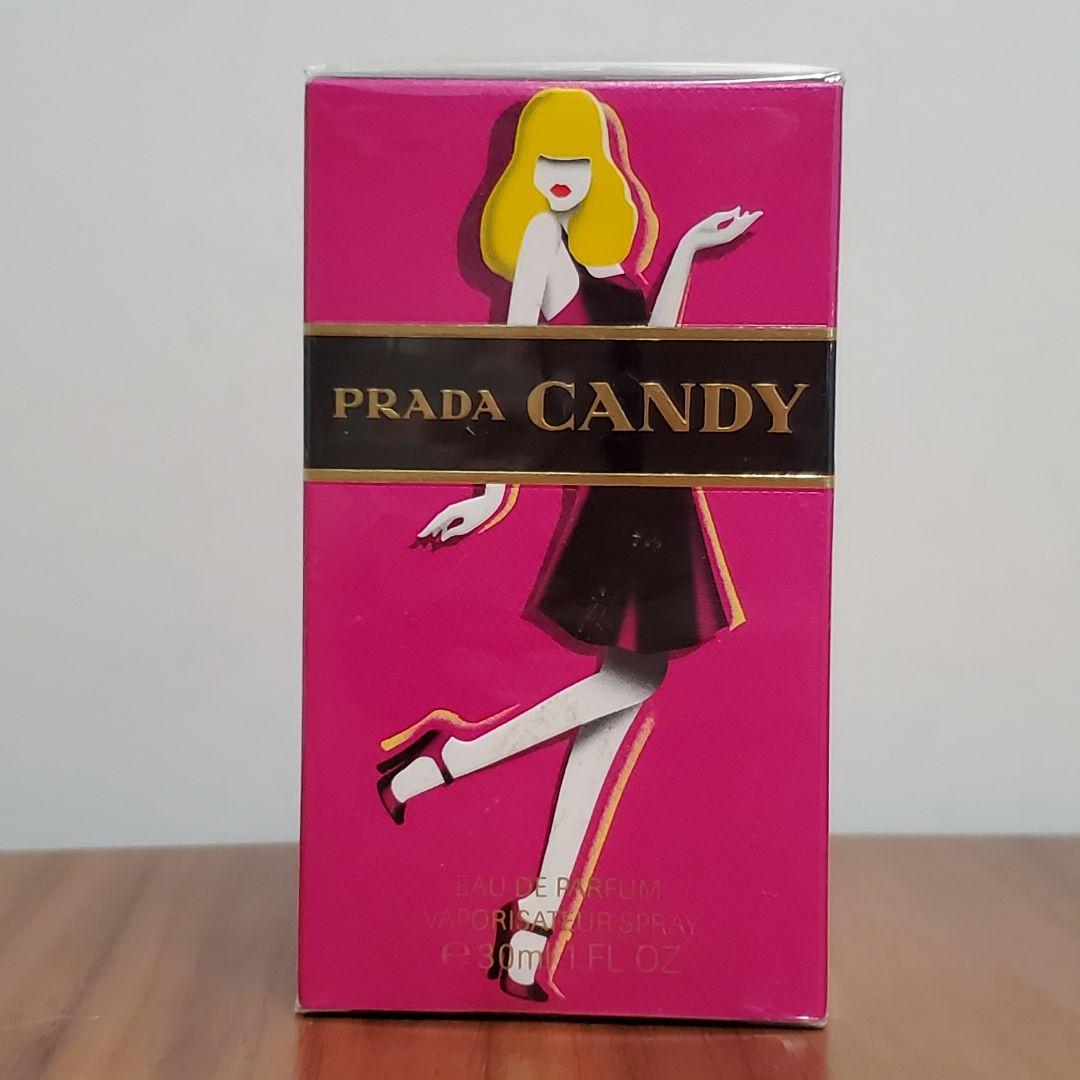 PRADA CANDY
EAU DE PARFUM
VAPORISATEUR SPRAY
℮ 30ml 1 FL OZ